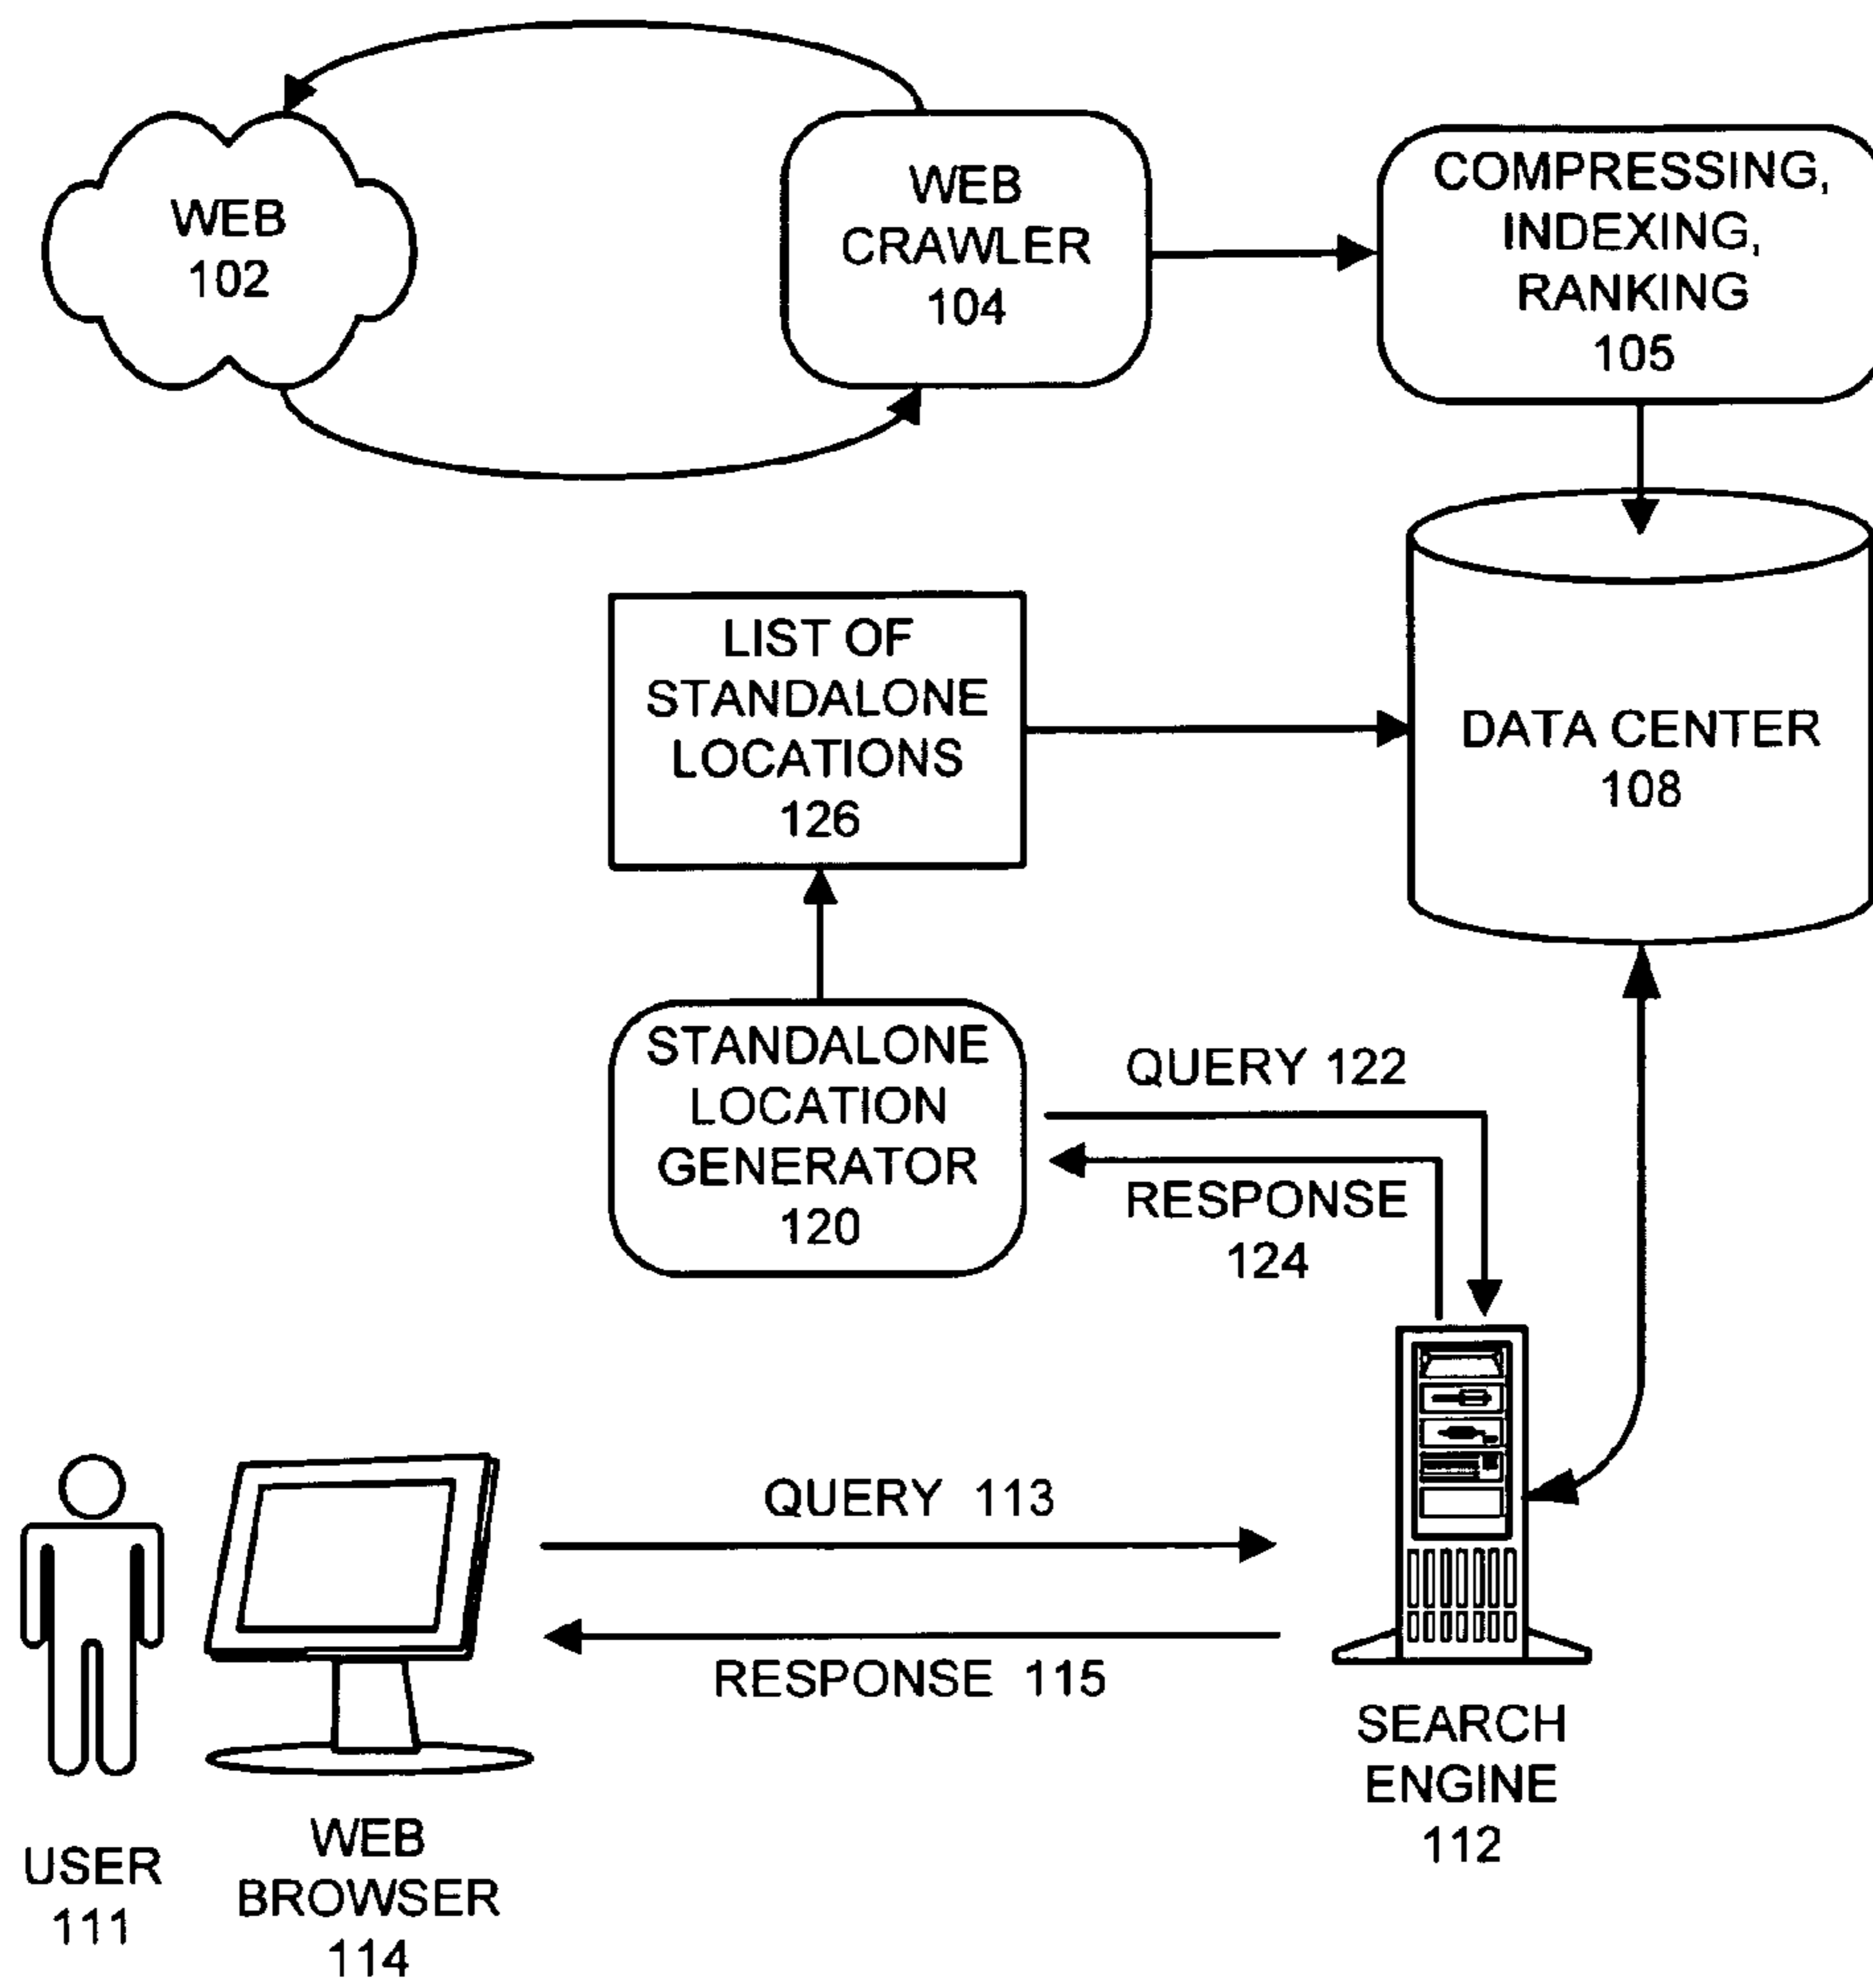 WEB
102
WEB
CRAWLER
104
COMPRESSING,
INDEXING,
RANKING
105
LIST OF
STANDALONE
LOCATIONS
126
DATA CENTER
108
STANDALONE
LOCATION
GENERATOR
120
QUERY 122
RESPONSE
124
QUERY 113
RESPONSE 115
SEARCH
ENGINE
112
USER
111
WEB
BROWSER
114